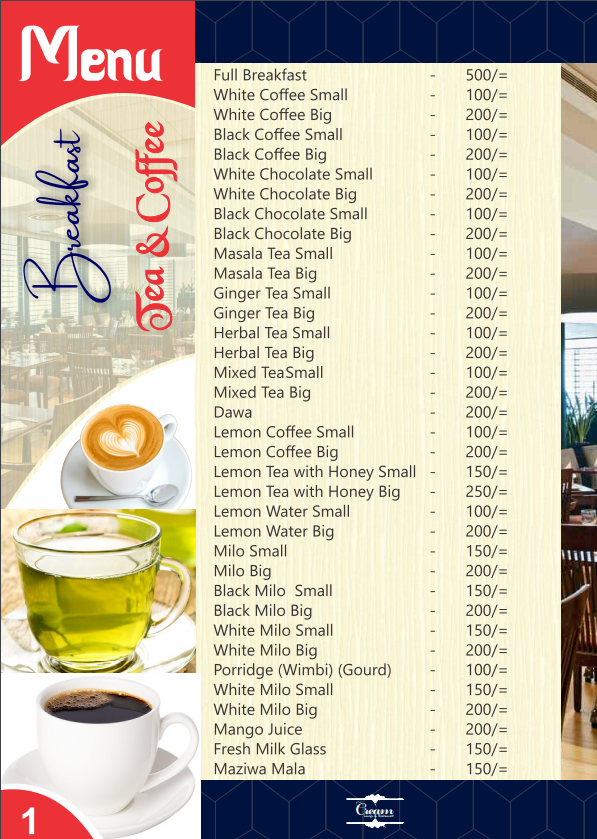 Menu
Breakfast
Tea & Coffee
Full Breakfast - 500/=
White Coffee Small - 100/=
White Coffee Big - 200/=
Black Coffee Small - 100/=
Black Coffee Big - 200/=
White Chocolate Small - 100/=
White Chocolate Big - 200/=
Black Chocolate Small - 100/=
Black Chocolate Big - 200/=
Masala Tea Small - 100/=
Masala Tea Big - 200/=
Ginger Tea Small - 100/=
Ginger Tea Big - 200/=
Herbal Tea Small - 100/=
Herbal Tea Big - 200/=
Mixed TeaSmall - 100/=
Mixed Tea Big - 200/=
Dawa - 200/=
Lemon Coffee Small - 100/=
Lemon Coffee Big - 200/=
Lemon Tea with Honey Small - 150/=
Lemon Tea with Honey Big - 250/=
Lemon Water Small - 100/=
Lemon Water Big - 200/=
Milo Small - 150/=
Milo Big - 200/=
Black Milo Small - 150/=
Black Milo Big - 200/=
White Milo Small - 150/=
White Milo Big - 200/=
Porridge (Wimbi) (Gourd) - 100/=
White Milo Small - 150/=
White Milo Big - 200/=
Mango Juice - 200/=
Fresh Milk Glass - 150/=
Maziwa Mala - 150/=
1
Cream